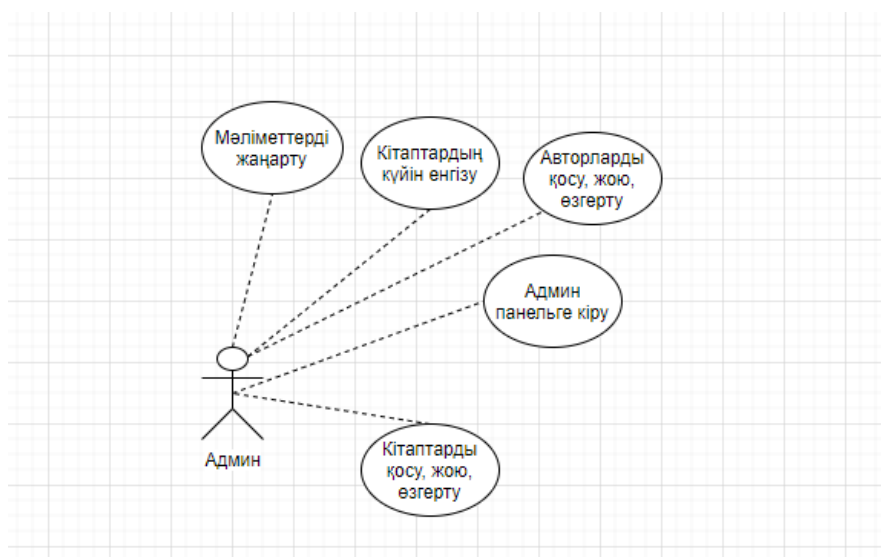 Мәліметтерді
жаңарту
Кітаптардың
күйін енгізу
Авторларды
қосу, жою,
өзгерту
Админ
панельге кіру
Админ
Кітаптарды
қосу, жою,
өзгерту